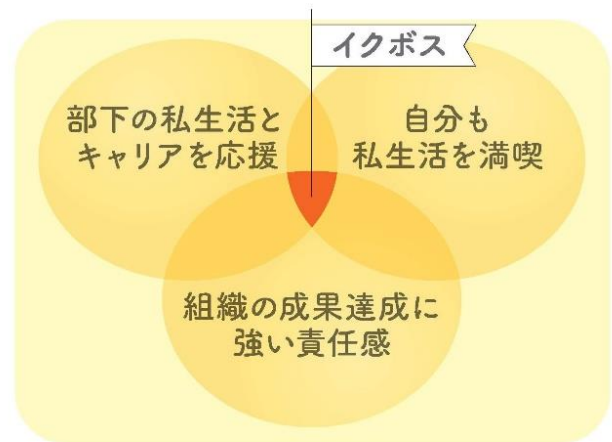 イクボス
部下の私生活と
キャリアを応援
自分も
私生活を満喫
組織の成果達成に
強い責任感